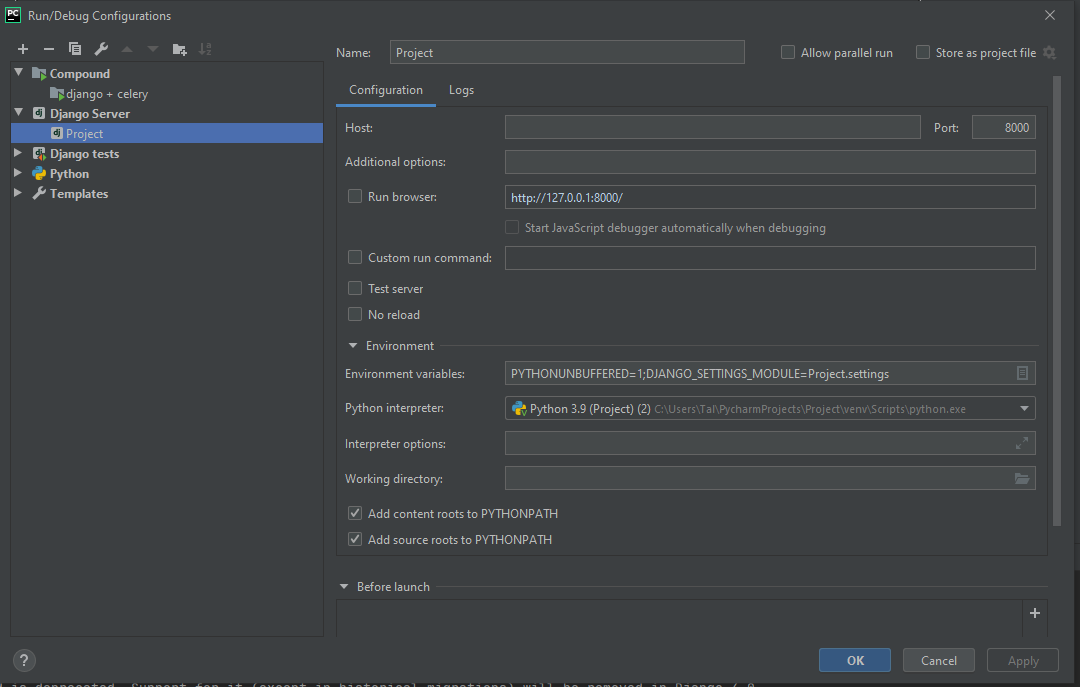 PC Run/Debug Configurations
Name: Project Allow parallel run Store as project file
Compound
django + celery
dj Django Server
dj Project
dj Django tests
Python
Templates
Configuration Logs
Host: Port: 8000
Additional options:
Run browser: http://127.0.0.1:8000/
Start JavaScript debugger automatically when debugging
Custom run command:
Test server
No reload
Environment
Environment variables: PYTHONUNBUFFERED=1;DJANGO_SETTINGS_MODULE=Project.settings
Python interpreter: Python 3.9 (Project) (2) C:\Users\Tal\PycharmProjects\Project\venv\Scripts\python.exe
Interpreter options:
Working directory:
Add content roots to PYTHONPATH
Add source roots to PYTHONPATH
Before launch
? OK Cancel Apply
is deprecated. Support for it (except in historical migrations) will be removed in Django